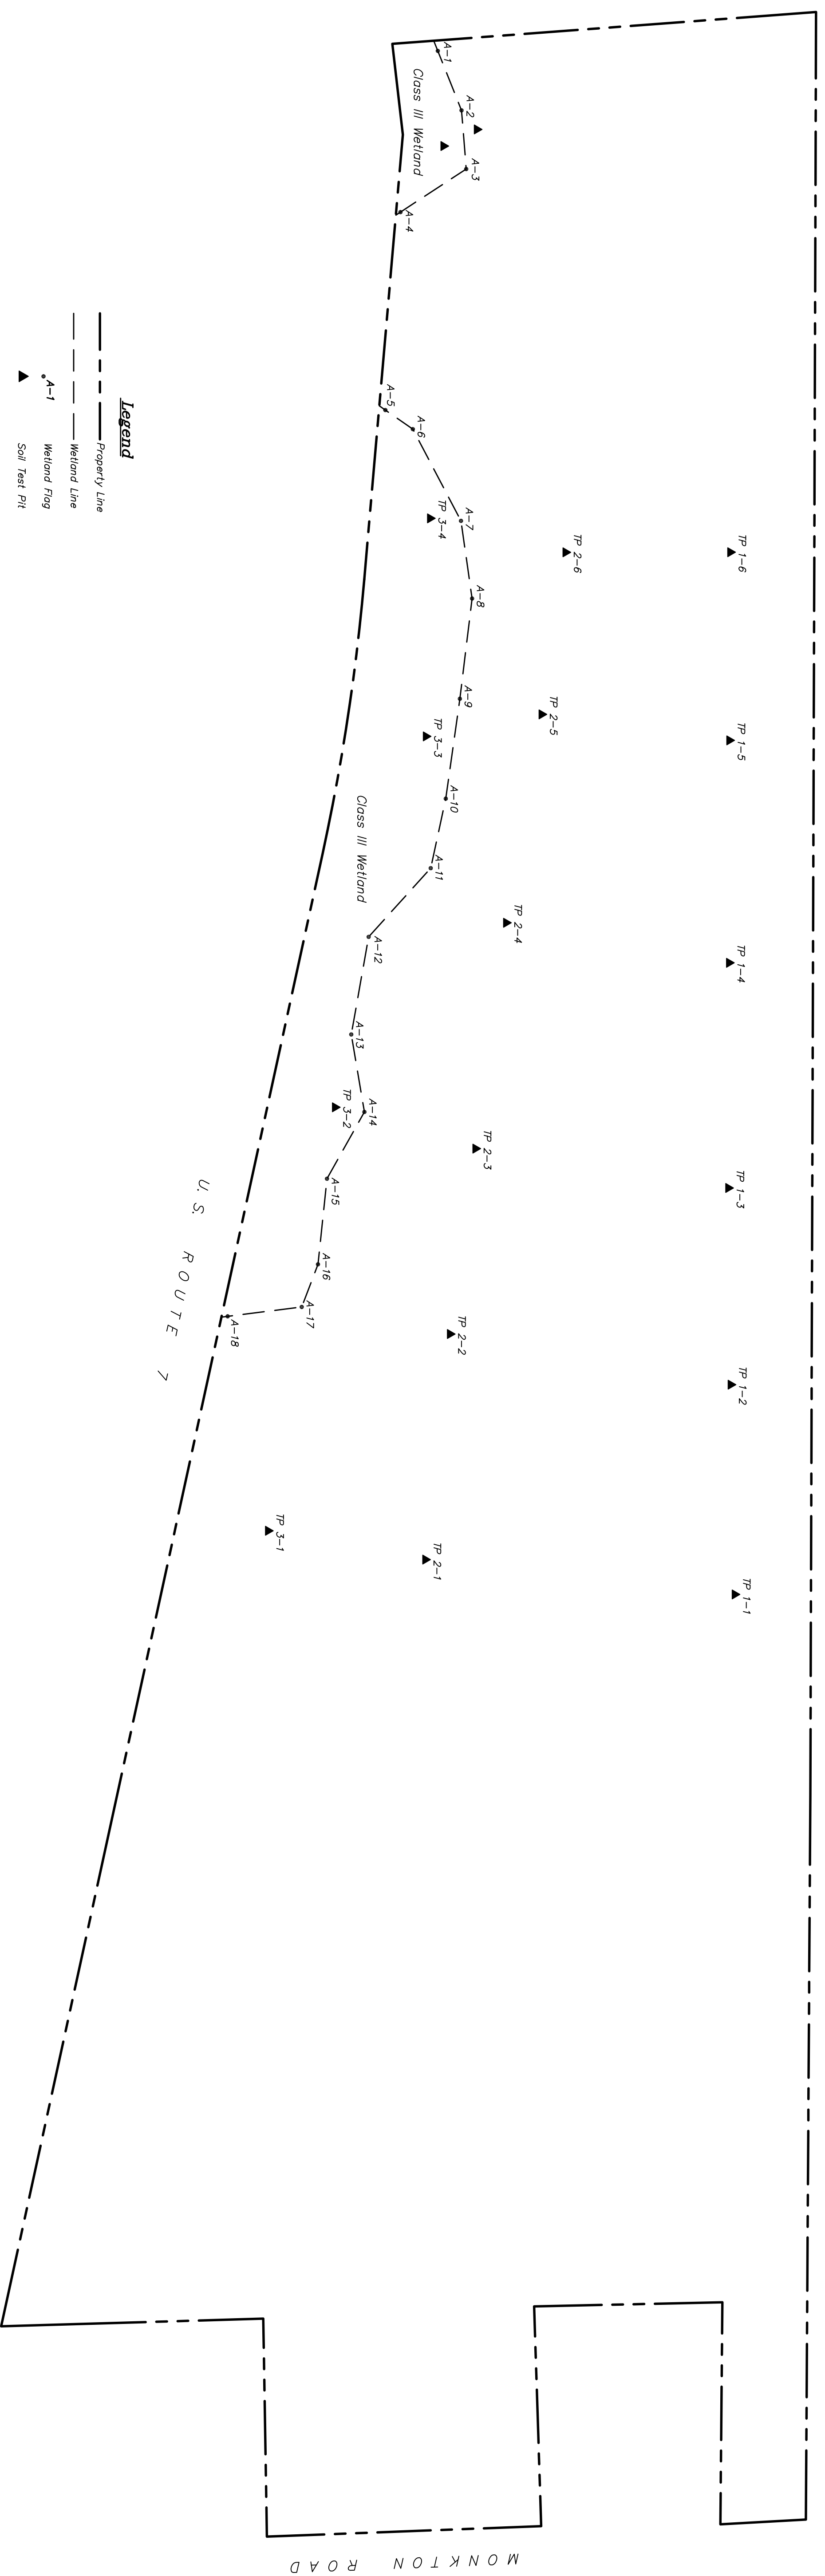 A-1
A-2
A-3
A-4
Class III Wetland
A-5
A-6
A-7
A-8
A-9
A-10
A-11
A-12
A-13
A-14
A-15
A-16
A-17
A-18
Class III Wetland
TP 1-6
TP 1-5
TP 1-4
TP 1-3
TP 1-2
TP 1-1
TP 2-6
TP 2-5
TP 2-4
TP 2-3
TP 2-2
TP 2-1
TP 3-4
TP 3-3
TP 3-2
TP 3-1
U.S. ROUTE 7
MONKTON ROAD
Legend
Property Line
Wetland Line
A-1 Wetland Flag
Soil Test Pit